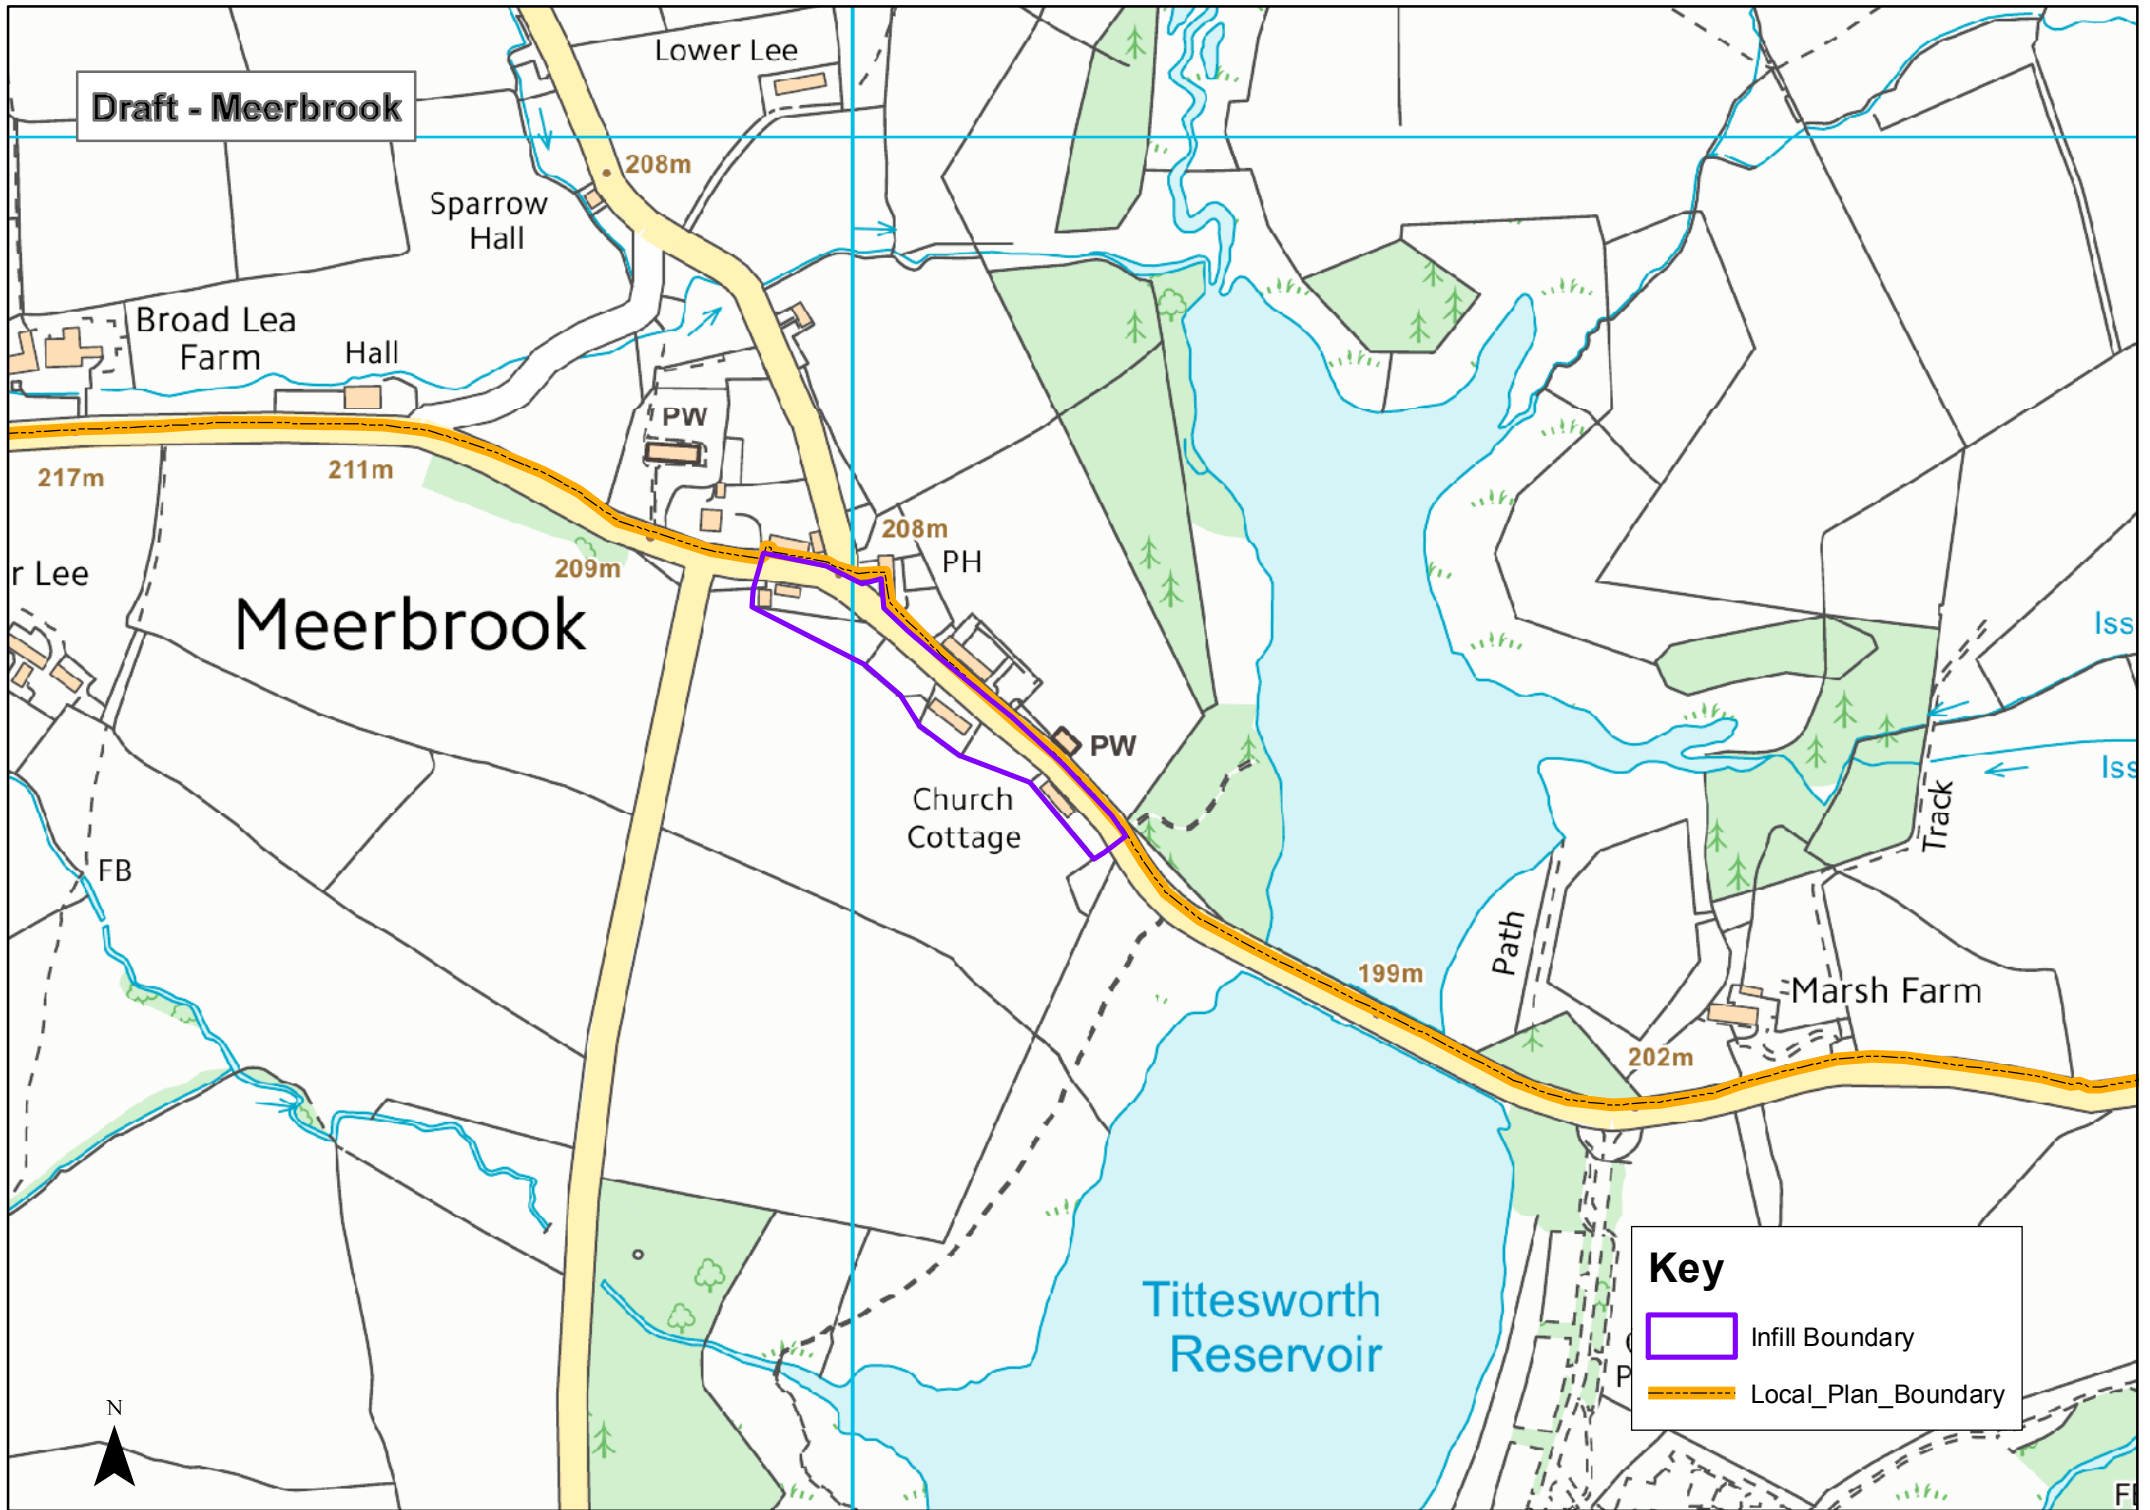 Lower Lee
Draft - Meerbrook
208m
Sparrow
Hall
Broad Lea
Farm
Hall
PW
217m
211m
208m
PH
209m
r Lee
Meerbrook
Iss
PW
Iss
Church
Cottage
Track
FB
Path
199m
Marsh Farm
202m
Tittesworth
Reservoir
Key
Infill Boundary
Local_Plan_Boundary
P
N